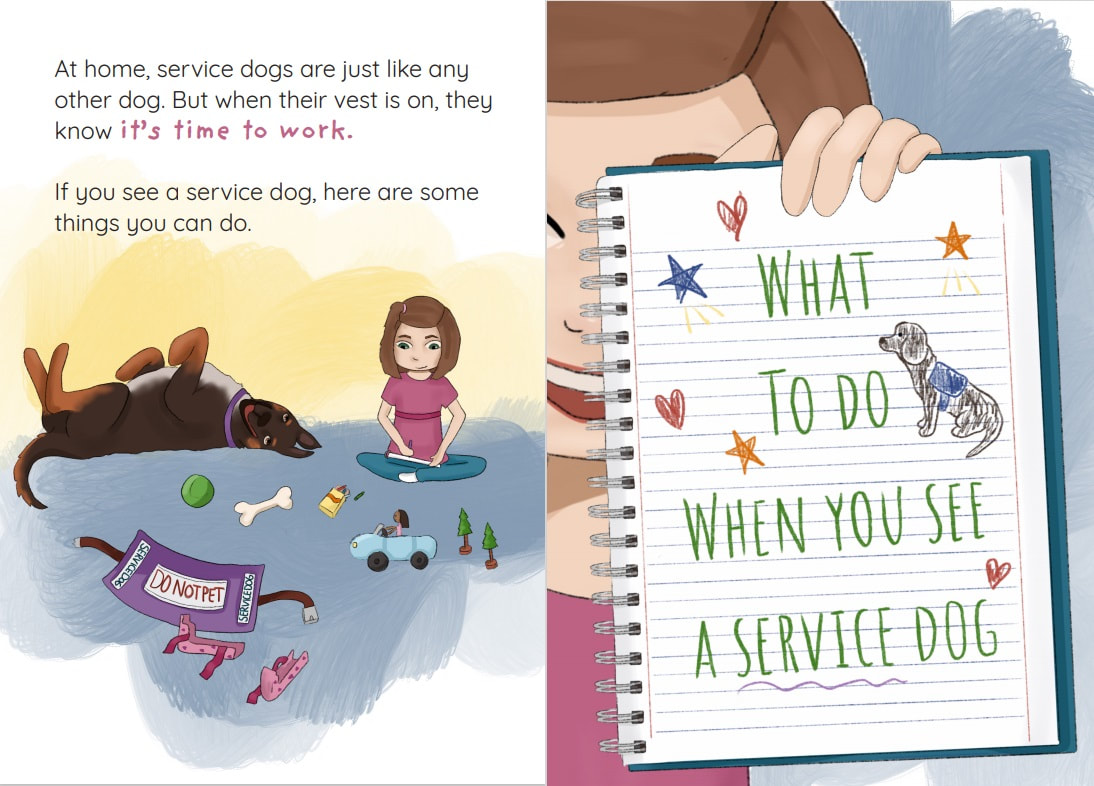 At home, service dogs are just like any
other dog. But when their vest is on, they
know it's time to work.
If you see a service dog, here are some
things you can do.
SERVICE DOG
DO NOT PET
SERVICE DOG
WHAT
TO DO
WHEN YOU SEE
A SERVICE DOG